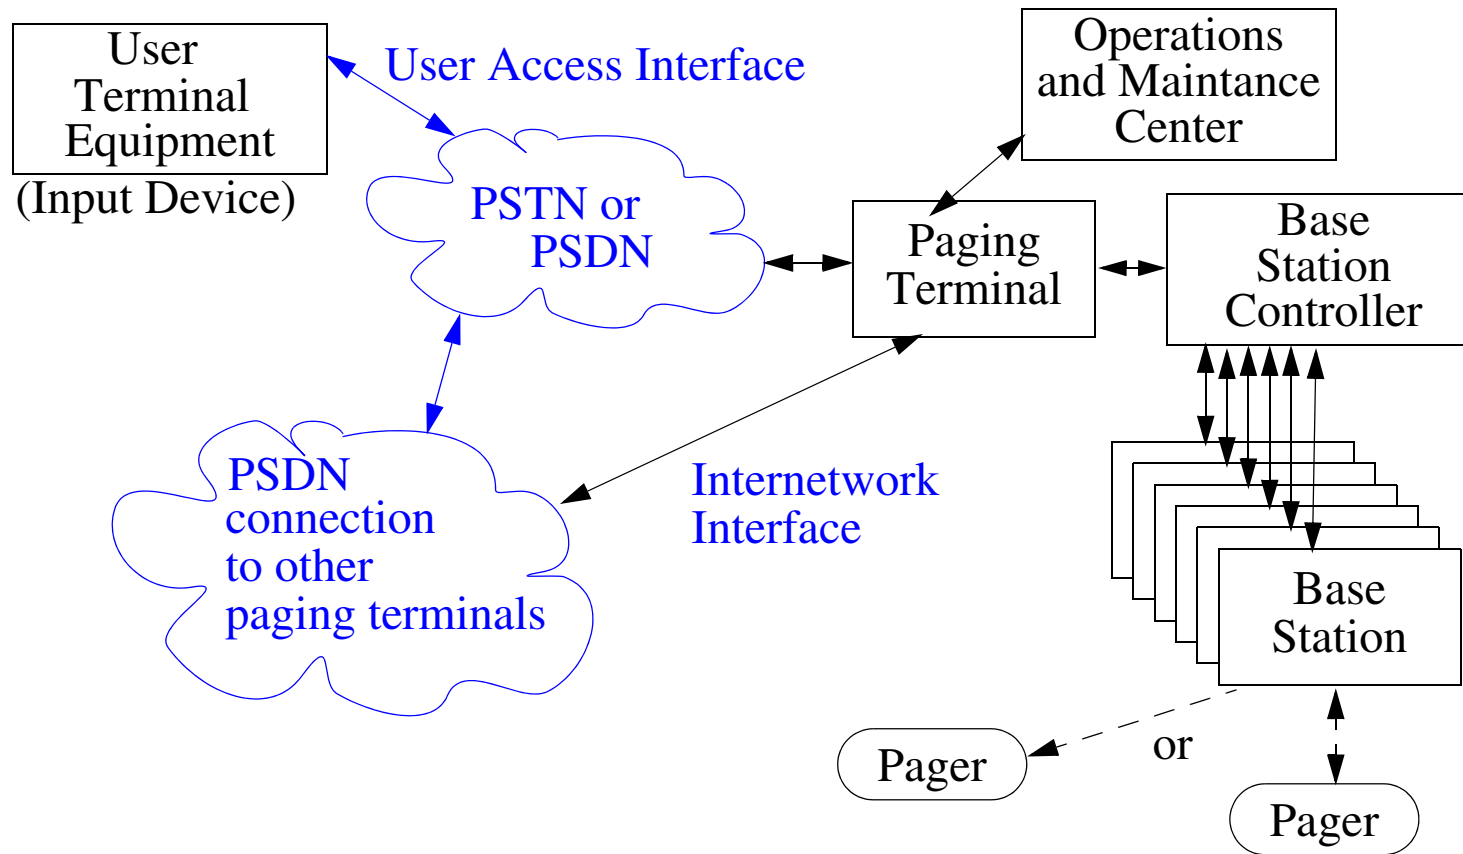 User
Terminal
Equipment
(Input Device)
User Access Interface
PSTN or
PSDN
Operations
and Maintance
Center
Paging
Terminal
Base
Station
Controller
PSDN
connection
to other
paging terminals
Internetwork
Interface
Base
Station
Pager
or
Pager